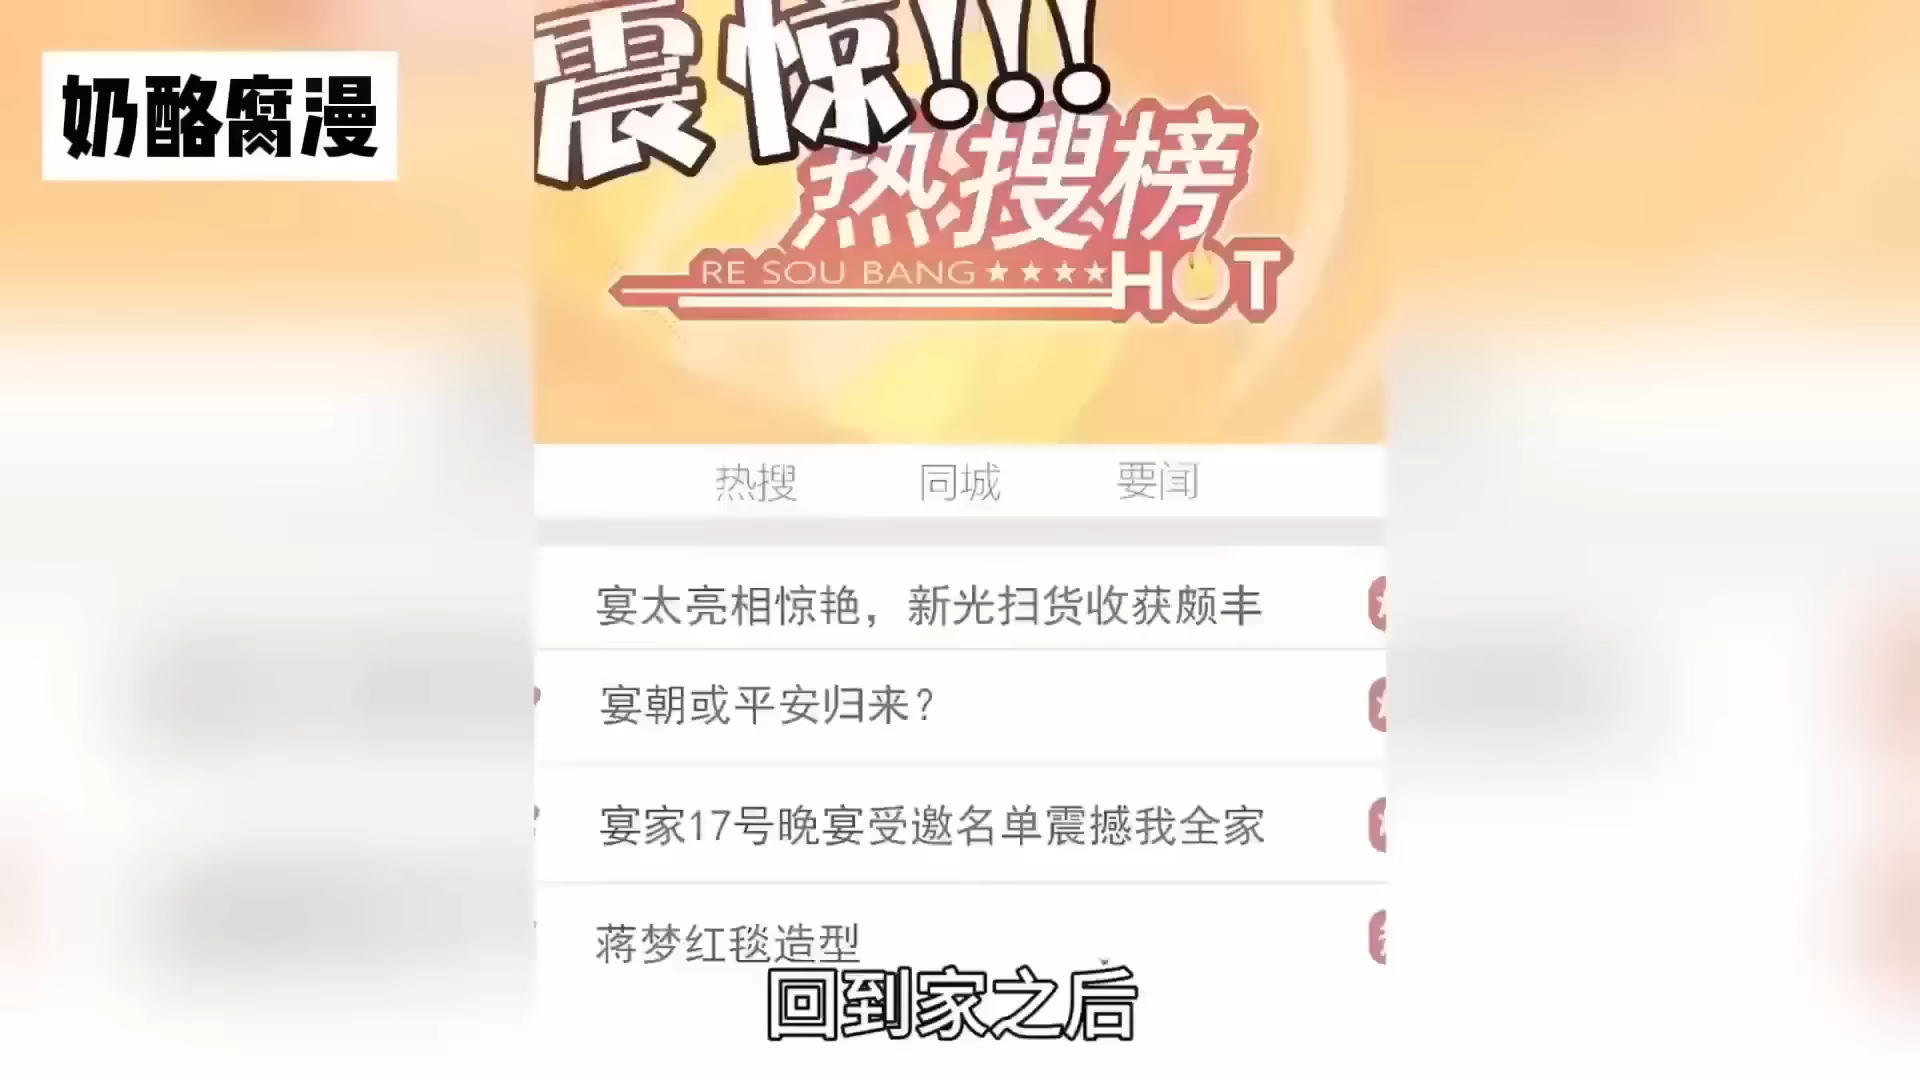 奶酪腐漫
震惊!!!
热搜榜
RE SOU BANG★★★★HOT
热搜 同城 要闻
宴太亮相惊艳，新光扫货收获颇丰
宴朝或平安归来？
宴家17号晚宴受邀名单震撼我全家
蒋梦红毯造型
回到家之后